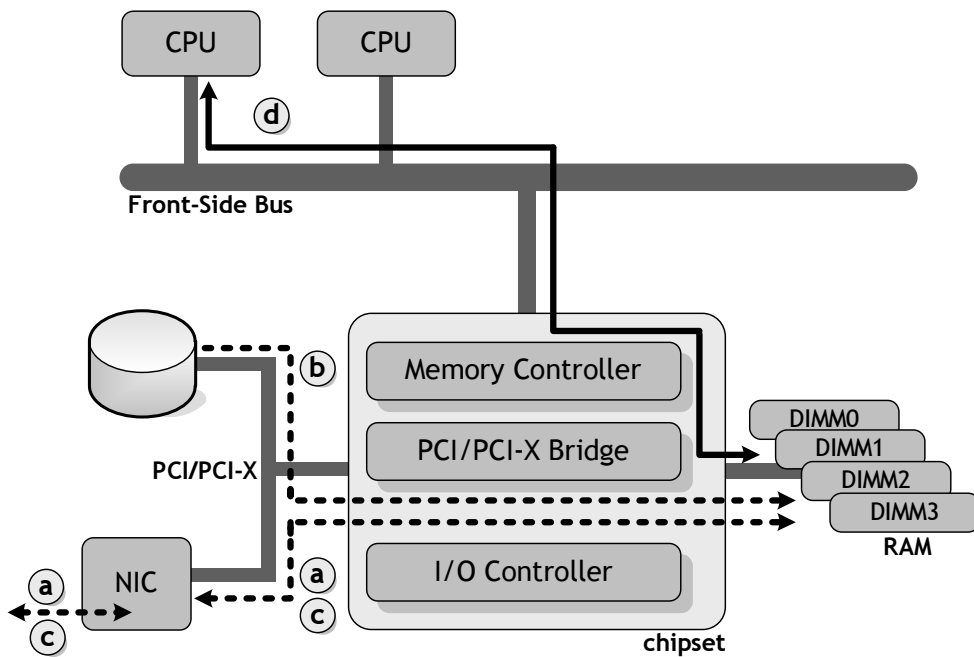 CPU
CPU
d
Front-Side Bus
b
Memory Controller
DIMM0
PCI/PCI-X Bridge
DIMM1
PCI/PCI-X
DIMM2
DIMM3
RAM
NIC
a
I/O Controller
a
c
c
chipset